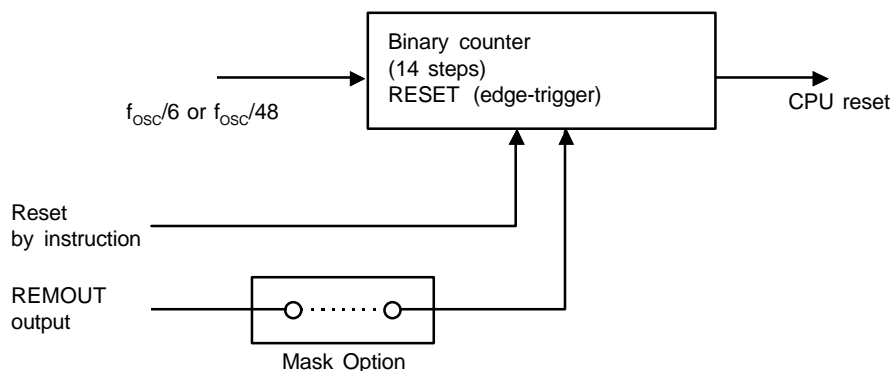 Binary counter
(14 steps)
RESET (edge-trigger)
CPU reset
fOSC/6 or fOSC/48
Reset
by instruction
REMOUT
output
Mask Option